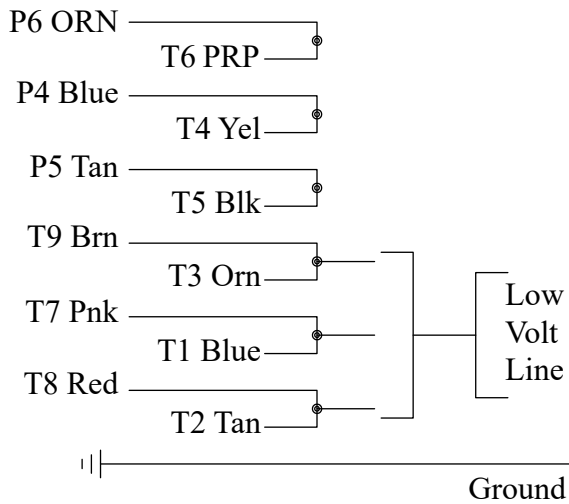 P6 ORN
T6 PRP
P4 Blue
T4 Yel
P5 Tan
T5 Blk
T9 Brn
T3 Orn
T7 Pnk
T1 Blue
T8 Red
T2 Tan
Low
Volt
Line
Ground